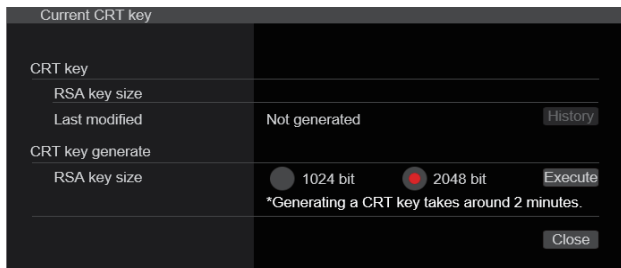 Current CRT key
CRT key
RSA key size
Last modified Not generated History
CRT key generate
RSA key size 1024 bit 2048 bit Execute
*Generating a CRT key takes around 2 minutes.
Close